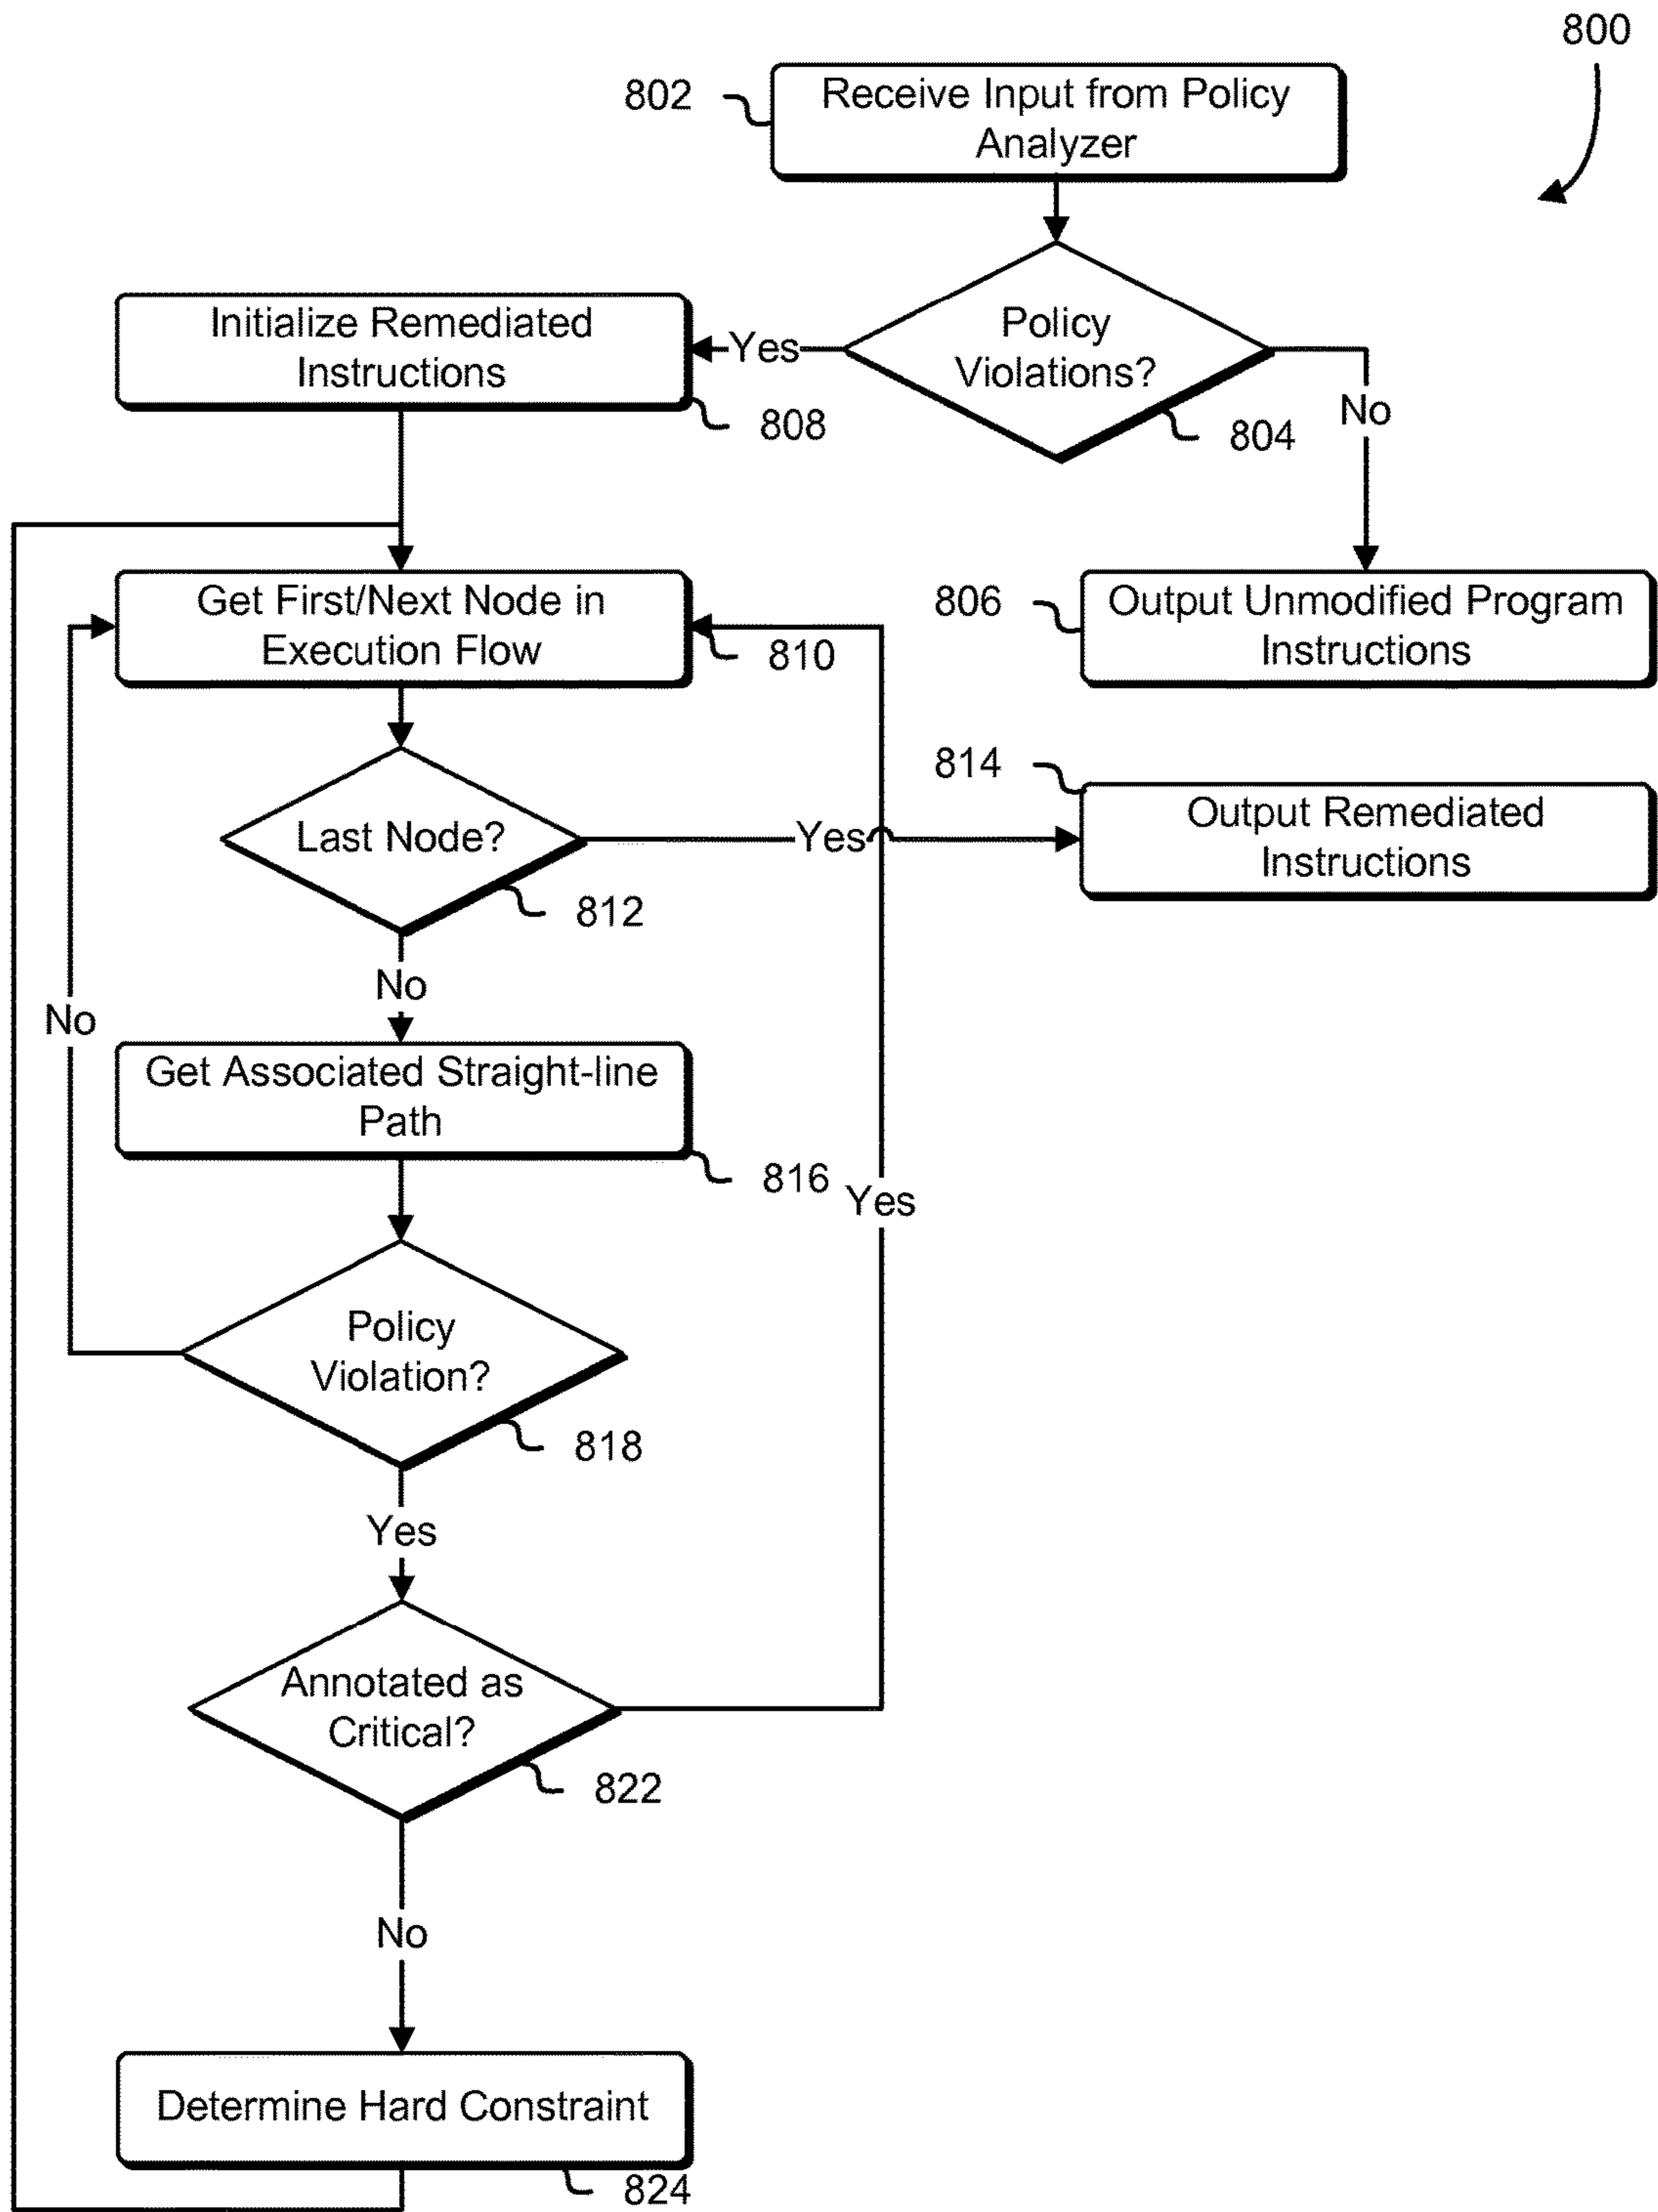 800
802
Receive Input from Policy
Analyzer
Initialize Remediated
Instructions
808
Yes
Policy
Violations?
804
No
Get First/Next Node in
Execution Flow
810
806
Output Unmodified Program
Instructions
814
Output Remediated
Instructions
Last Node?
812
Yes
No
No
Get Associated Straight-line
Path
816
Yes
Policy
Violation?
818
Yes
Annotated as
Critical?
822
No
Determine Hard Constraint
824